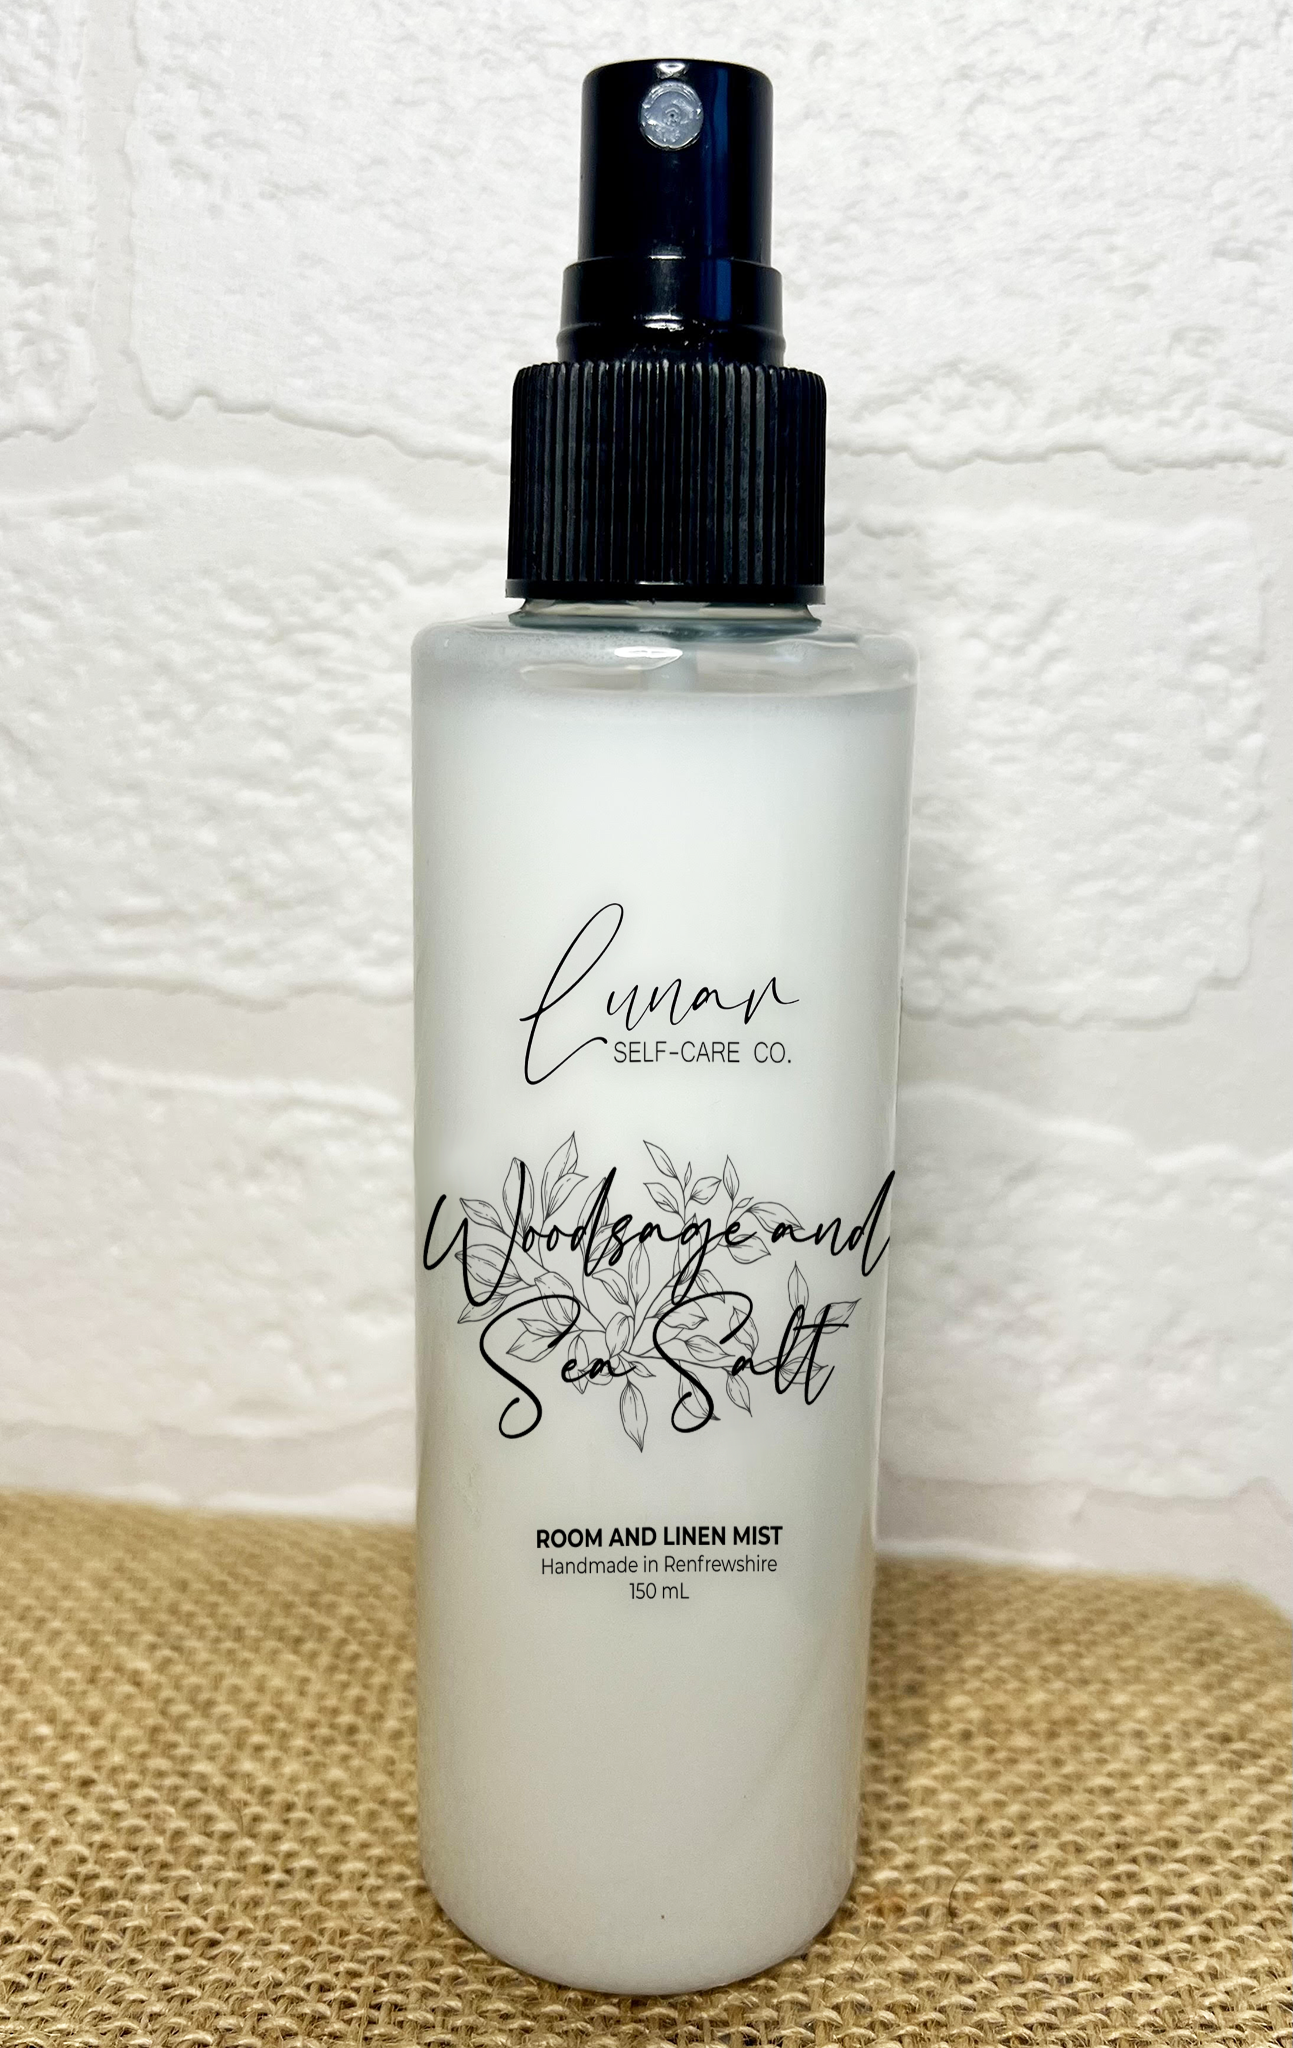 Lunar
SELF-CARE CO.
Woodsage and
Sea Salt
ROOM AND LINEN MIST
Handmade in Renfrewshire
150 mL